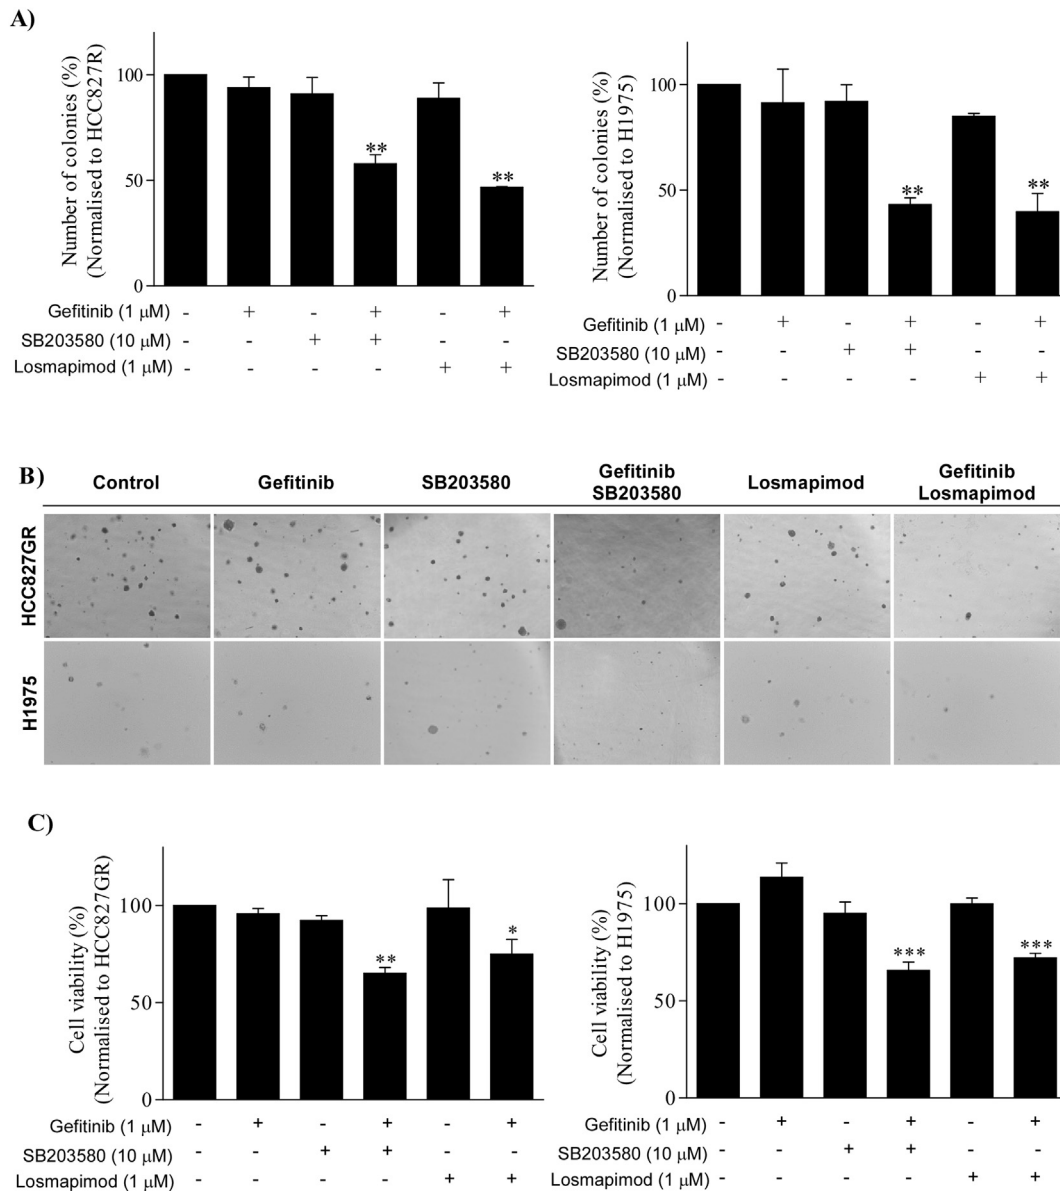 A)
Number of colonies (%)
(Normalised to HCC827R)
100
50
0
** **
Gefitinib (1 μM) - + - + - +
SB203580 (10 μM) - - + + - -
Losmapimod (1 μM) - - - - + +
Number of colonies (%)
(Normalised to H1975)
100
50
0
** **
Gefitinib (1 μM) - + - + - +
SB203580 (10 μM) - - + + - -
Losmapimod (1 μM) - - - - + +
B)
Control Gefitinib SB203580 Gefitinib SB203580 Losmapimod Gefitinib Losmapimod
HCC827GR
H1975
C)
Cell viability (%)
(Normalised to HCC827GR)
100
50
0
** *
Gefitinib (1 μM) - + - + - +
SB203580 (10 μM) - - + + - -
Losmapimod (1 μM) - - - - + +
Cell viability (%)
(Normalised to H1975)
100
50
0
*** ***
Gefitinib (1 μM) - + - + - +
SB203580 (10 μM) - - + + - -
Losmapimod (1 μM) - - - - + +